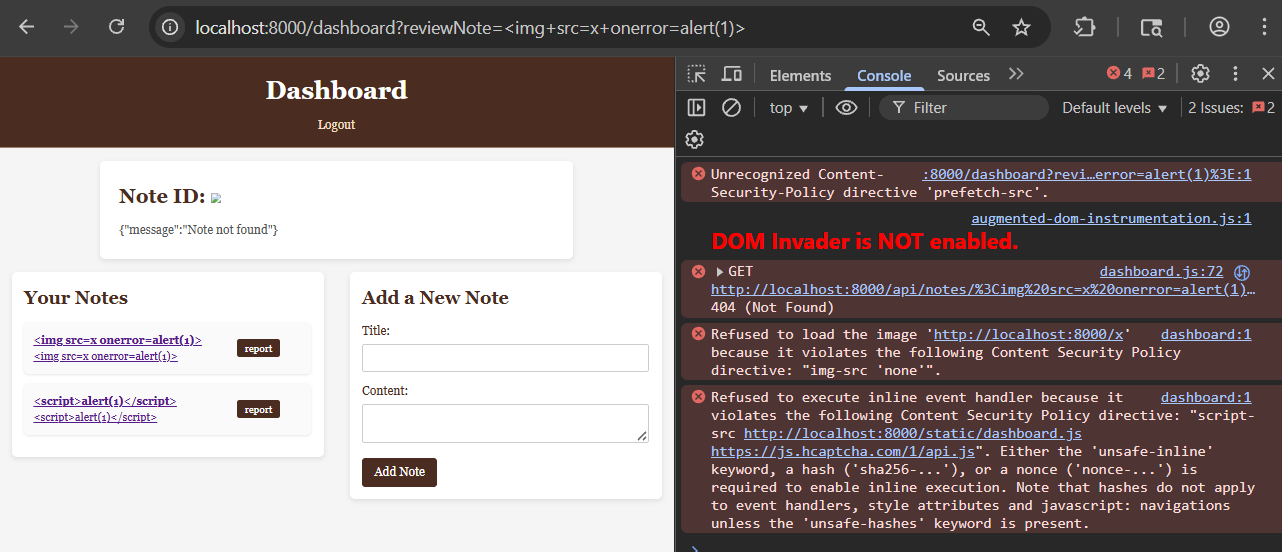 localhost:8000/dashboard?reviewNote=<img+src=x+onerror=alert(1)>
Dashboard
Logout
Note ID:
{"message":"Note not found"}
Your Notes
<img src=x onerror=alert(1)>
<img src=x onerror=alert(1)>
report
<script>alert(1)</script>
<script>alert(1)</script>
report
Add a New Note
Title:
Content:
Add Note
Elements
Console
Sources
4
2
top
Filter
Default levels
2 Issues:
2
Unrecognized Content- :8000/dashboard?revi…error=alert(1)%3E:1
Security-Policy directive 'prefetch-src'.
augmented-dom-instrumentation.js:1
DOM Invader is NOT enabled.
GET dashboard.js:72
http://localhost:8000/api/notes/%3Cimg%20src=x%20onerror=alert(1)…
404 (Not Found)
Refused to load the image 'http://localhost:8000/x' dashboard:1
because it violates the following Content Security Policy
directive: "img-src 'none'".
Refused to execute inline event handler because it dashboard:1
violates the following Content Security Policy directive: "script-
src http://localhost:8000/static/dashboard.js
https://js.hcaptcha.com/1/api.js". Either the 'unsafe-inline'
keyword, a hash ('sha256-...'), or a nonce ('nonce-...') is
required to enable inline execution. Note that hashes do not apply
to event handlers, style attributes and javascript: navigations
unless the 'unsafe-hashes' keyword is present.